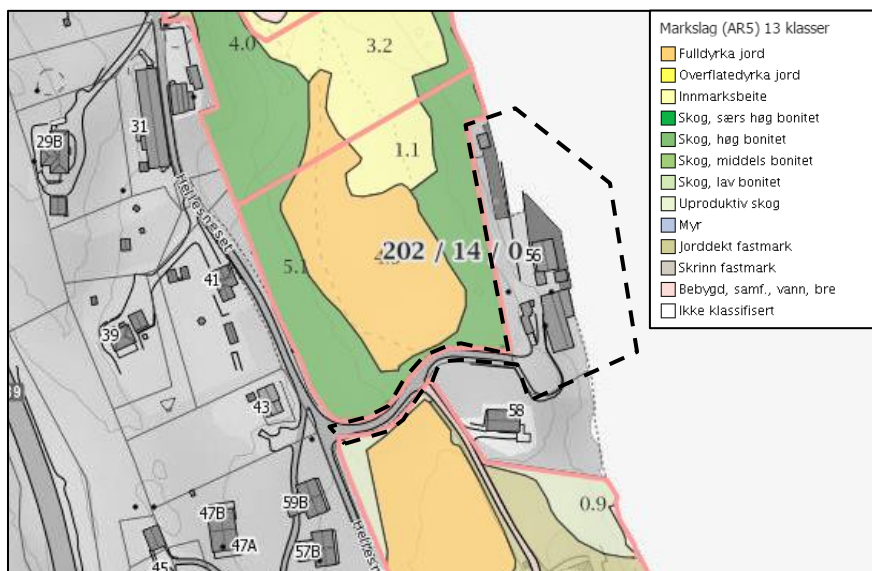 Markslag (AR5) 13 klasser
Fulldyrka jord
Overflatedyrka jord
Innmarksbeite
Skog, særs høg bonitet
Skog, høg bonitet
Skog, middels bonitet
Skog, lav bonitet
Uproduktiv skog
Myr
Jorddekt fastmark
Skrinn fastmark
Bebygd, samf., vann, bre
Ikke klassifisert
4.0
3.2
29B
31
1.1
Hellesneset
202 / 14 / 0
56
5.1
41
39
43
58
59B
47B
47A
57B
45
0.9